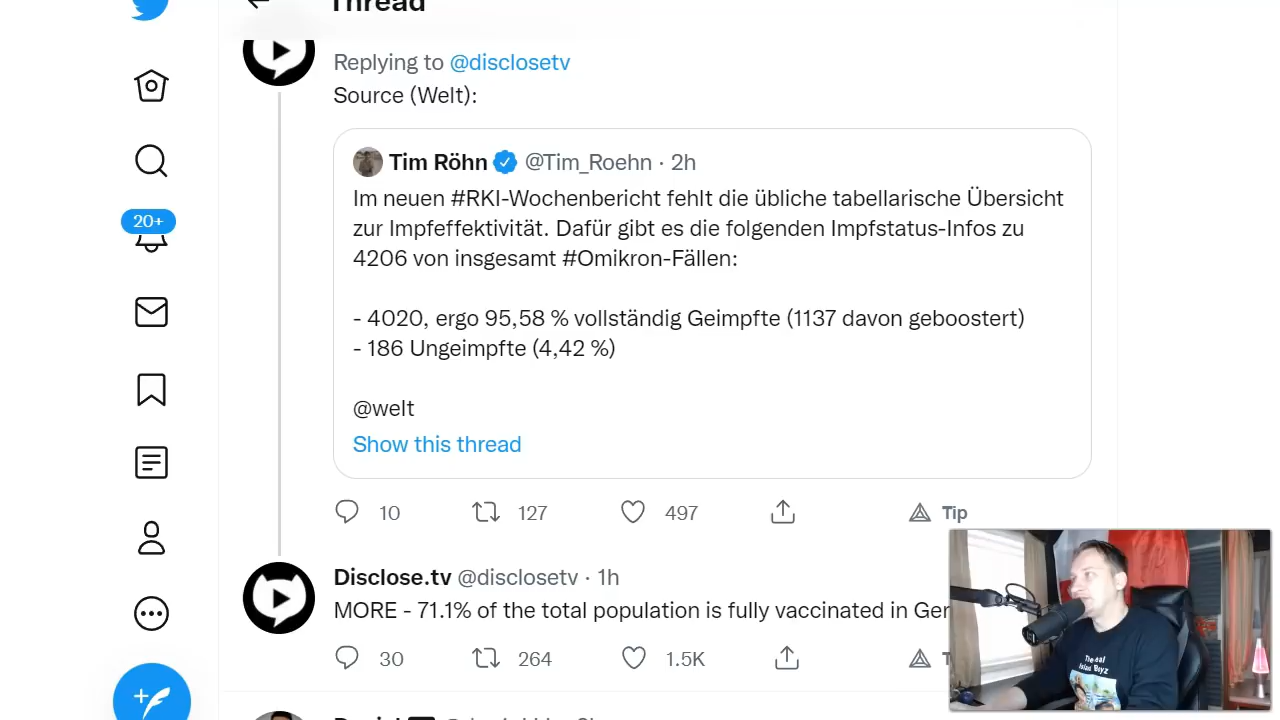 Thread
Replying to @disclosetv
Source (Welt):
Tim Röhn @Tim_Roehn · 2h
Im neuen #RKI-Wochenbericht fehlt die übliche tabellarische Übersicht
zur Impfeffektivität. Dafür gibt es die folgenden Impfstatus-Infos zu
4206 von insgesamt #Omikron-Fällen:
- 4020, ergo 95,58 % vollständig Geimpfte (1137 davon geboostert)
- 186 Ungeimpfte (4,42 %)
@welt
Show this thread
10 127 497 Tip
20+
Disclose.tv @disclosetv · 1h
MORE - 71.1% of the total population is fully vaccinated in Ger
30 264 1.5K T
Boyz